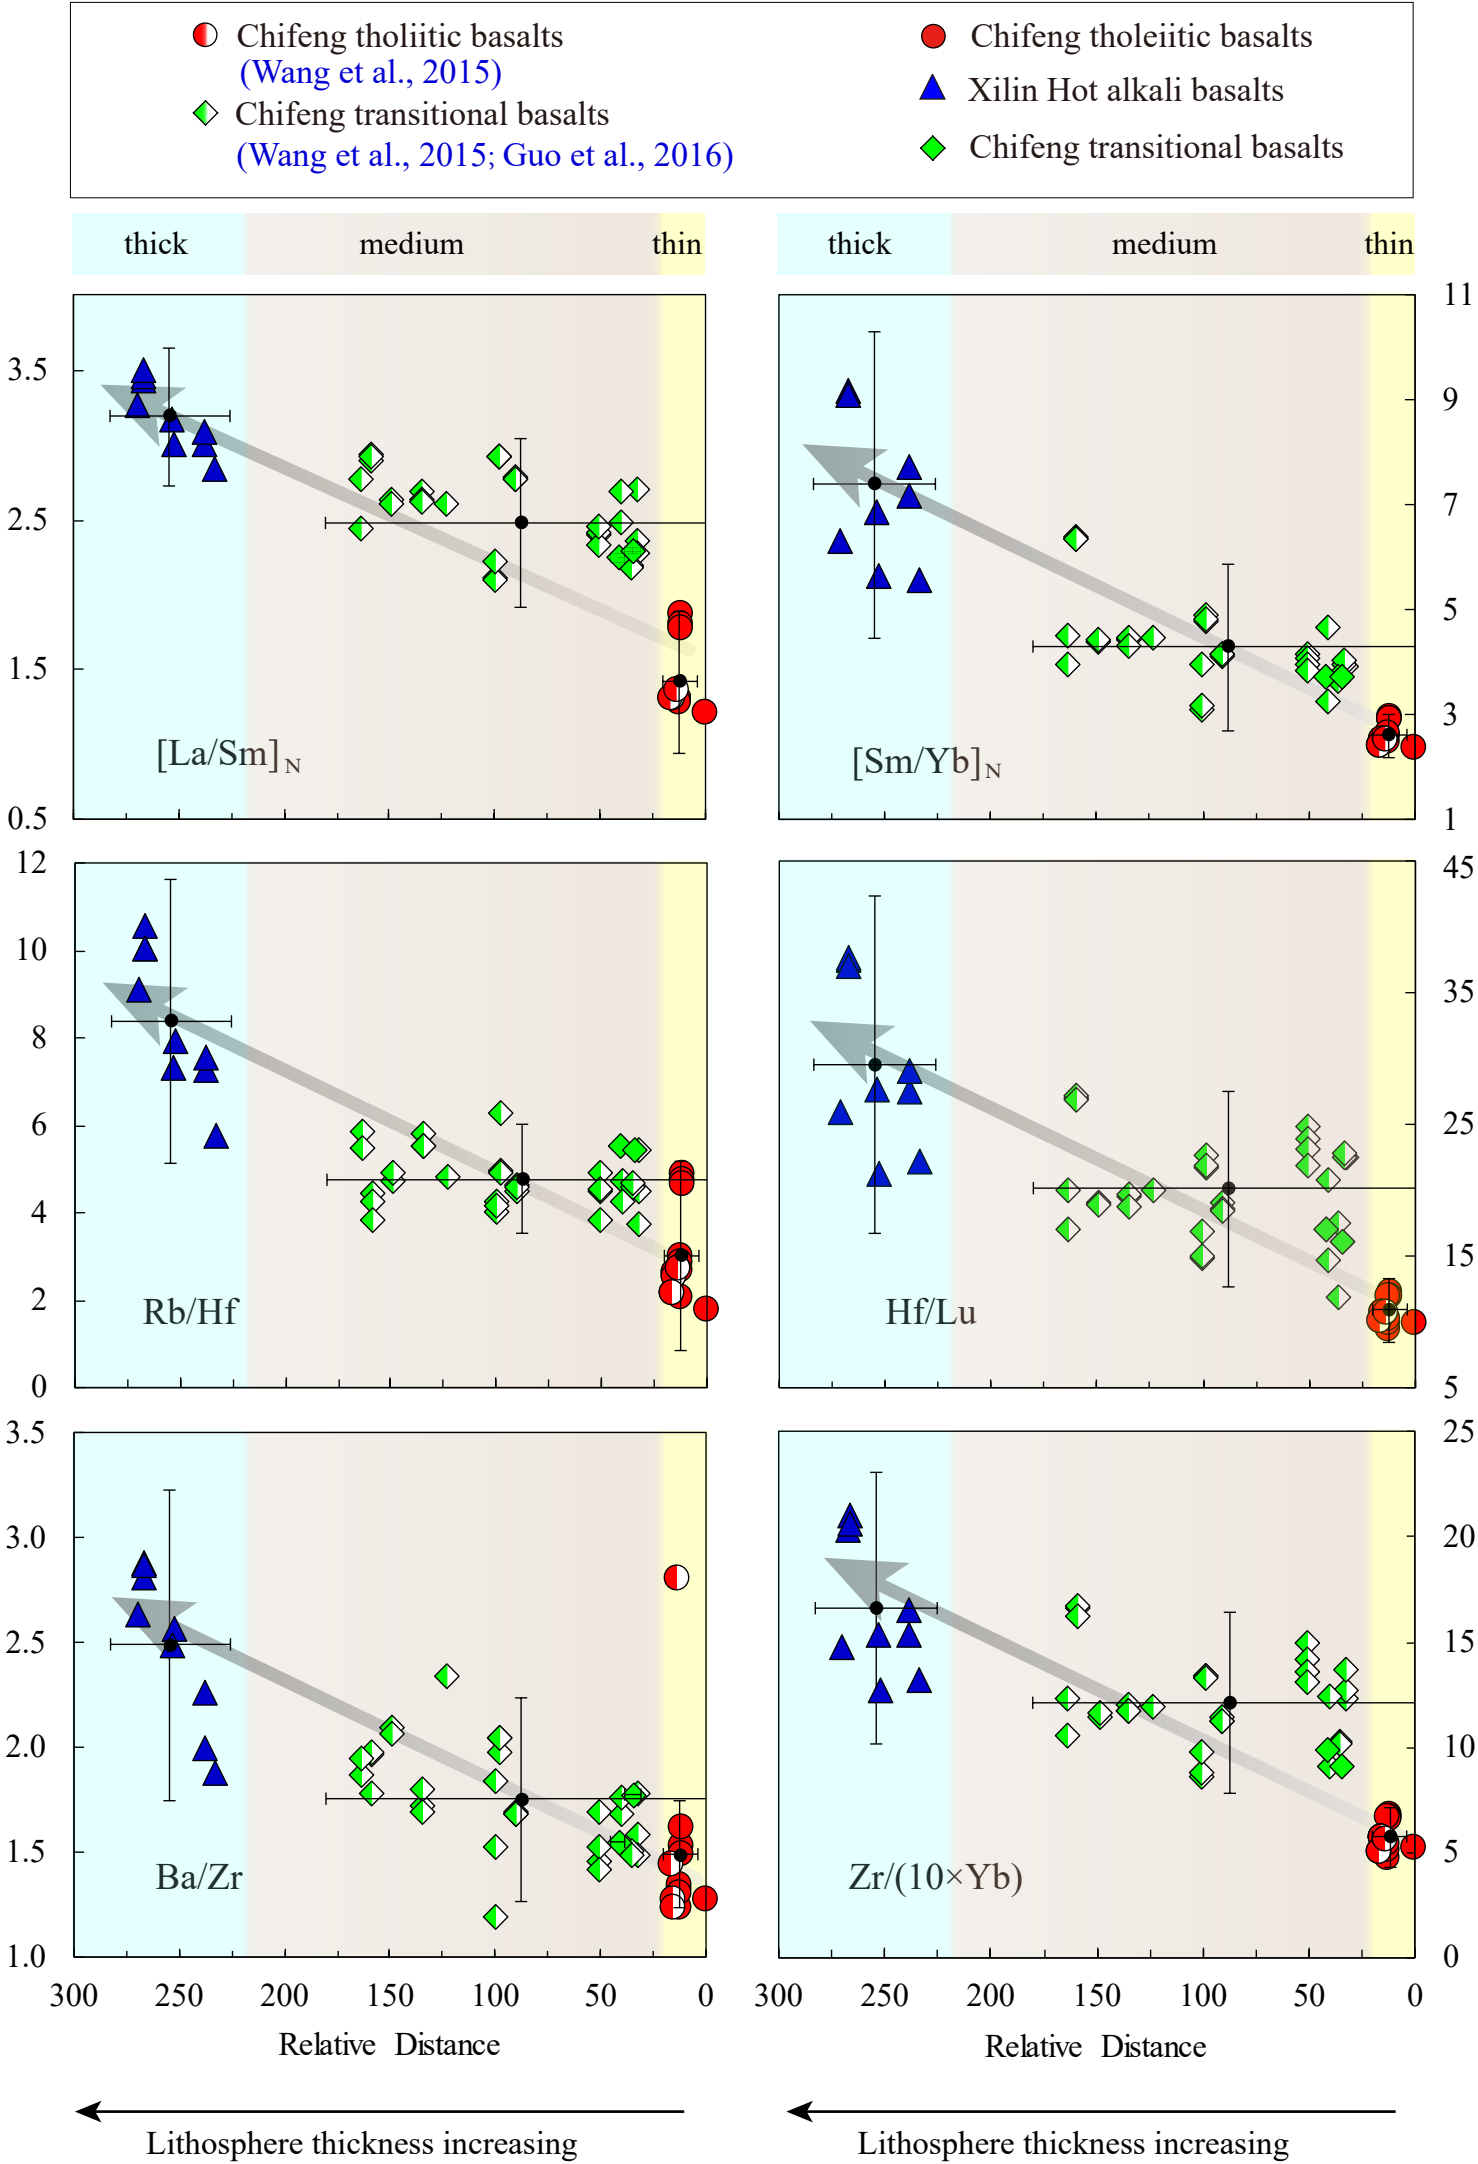 Chifeng tholiitic basalts
(Wang et al., 2015)
Chifeng transitional basalts
(Wang et al., 2015; Guo et al., 2016)
Chifeng tholeiitic basalts
Xilin Hot alkali basalts
Chifeng transitional basalts
thick medium thin
thick medium thin
3.5
2.5
1.5
0.5
[La/Sm]N
11
9
7
5
3
1
[Sm/Yb]N
12
10
8
6
4
2
0
Rb/Hf
45
35
25
15
5
Hf/Lu
3.5
3.0
2.5
2.0
1.5
1.0
Ba/Zr
25
20
15
10
5
0
Zr/(10×Yb)
300 250 200 150 100 50 0
Relative Distance
300 250 200 150 100 50 0
Relative Distance
Lithosphere thickness increasing
Lithosphere thickness increasing